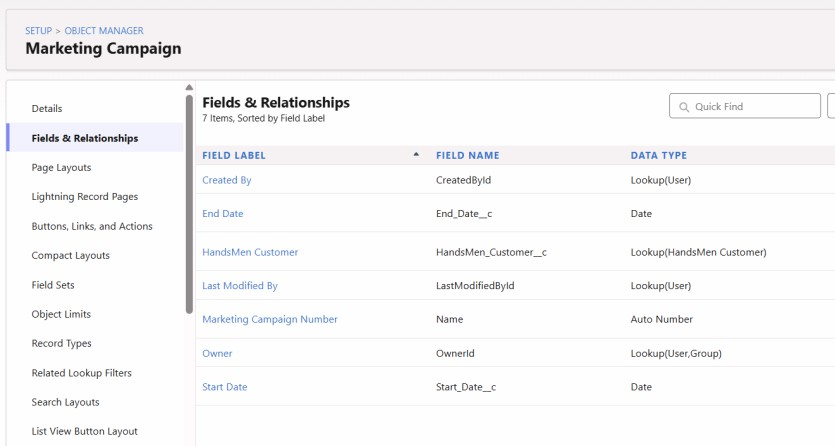 SETUP > OBJECT MANAGER
Marketing Campaign
Details
Fields & Relationships
Page Layouts
Lightning Record Pages
Buttons, Links, and Actions
Compact Layouts
Field Sets
Object Limits
Record Types
Related Lookup Filters
Search Layouts
List View Button Layout
Fields & Relationships
7 Items, Sorted by Field Label
Quick Find
FIELD LABEL FIELD NAME DATA TYPE
Created By CreatedById Lookup(User)
End Date End_Date__c Date
HandsMen Customer HandsMen_Customer__c Lookup(HandsMen Customer)
Last Modified By LastModifiedById Lookup(User)
Marketing Campaign Number Name Auto Number
Owner OwnerId Lookup(User,Group)
Start Date Start_Date__c Date